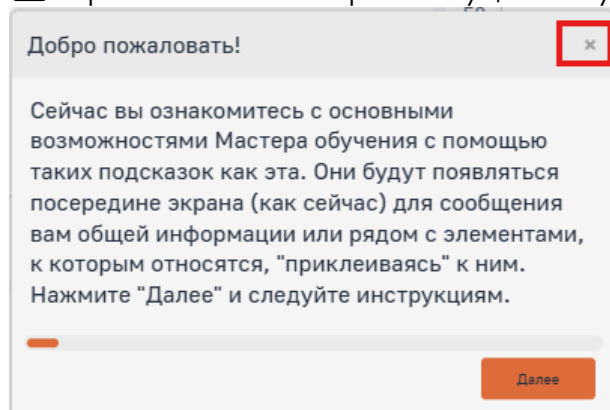 Добро пожаловать!
×
Сейчас вы ознакомитесь с основными
возможностями Мастера обучения с помощью
таких подсказок как эта. Они будут появляться
посередине экрана (как сейчас) для сообщения
вам общей информации или рядом с элементами,
к которым относятся, "приклеиваясь" к ним.
Нажмите "Далее" и следуйте инструкциям.
Далее